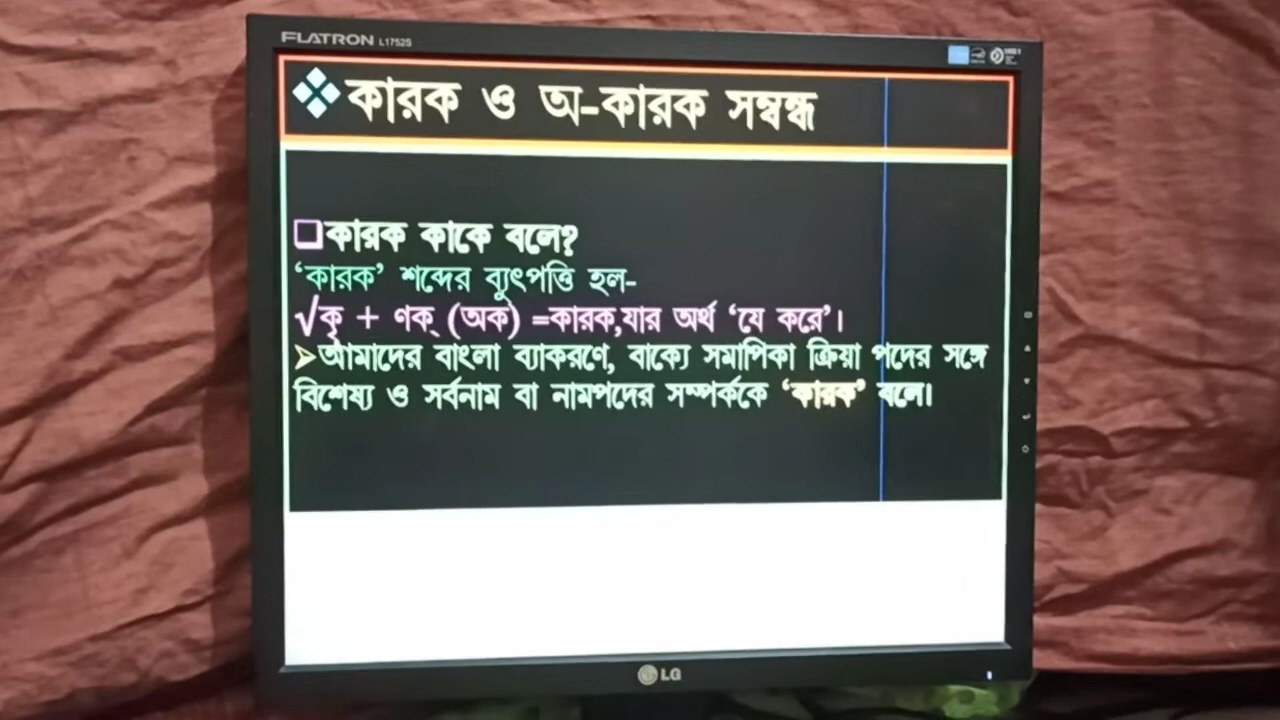 FLATRON L1752S
কারক ও অ-কারক সম্বন্ধ
কারক কাকে বলে?
‘কারক’ শব্দের ব্যুৎপত্তি হল-
√কৃ + ণক্ (অক) =কারক,যার অর্থ ‘যে করে’।
আমাদের বাংলা ব্যাকরণে, বাক্যে সমাপিকা ক্রিয়া পদের সঙ্গে
বিশেষ্য ও সর্বনাম বা নামপদের সম্পর্ককে ‘কারক’ বলে।
LG